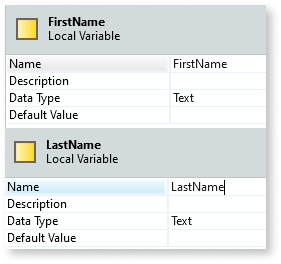 FirstName
Local Variable
Name FirstName
Description
Data Type Text
Default Value
LastName
Local Variable
Name LastName
Description
Data Type Text
Default Value